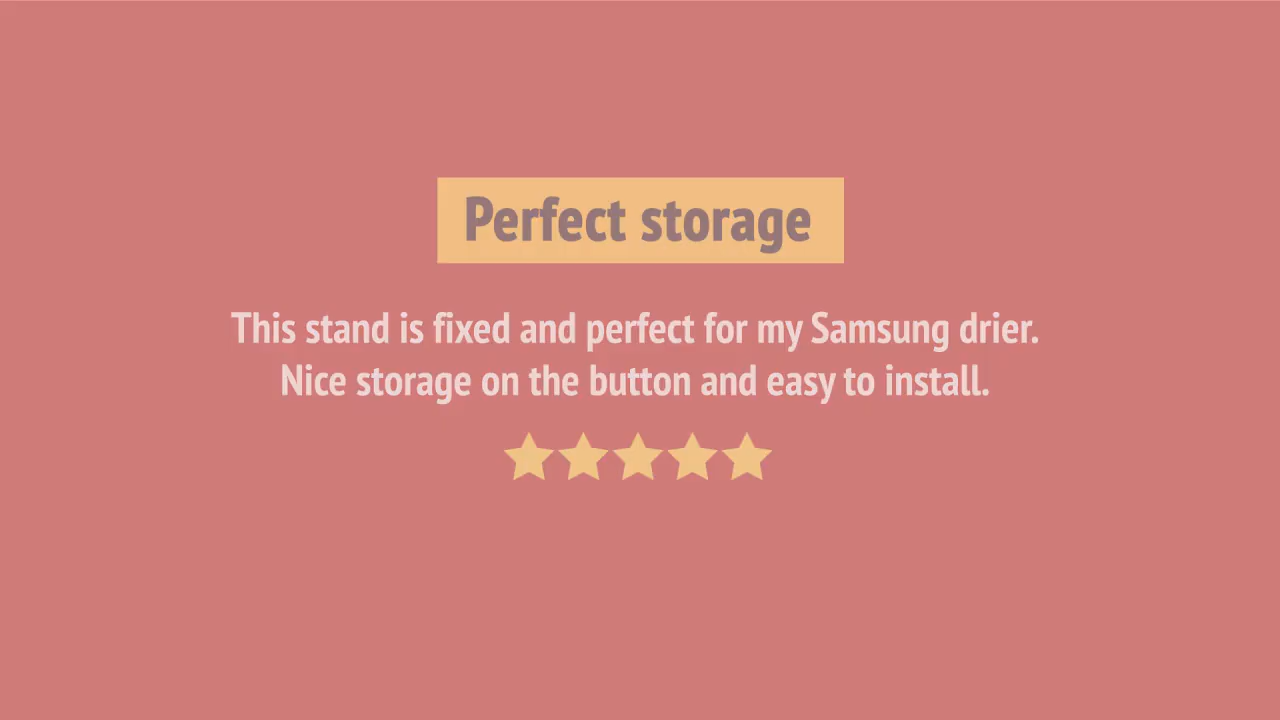 Perfect storage
This stand is fixed and perfect for my Samsung drier.
Nice storage on the button and easy to install.